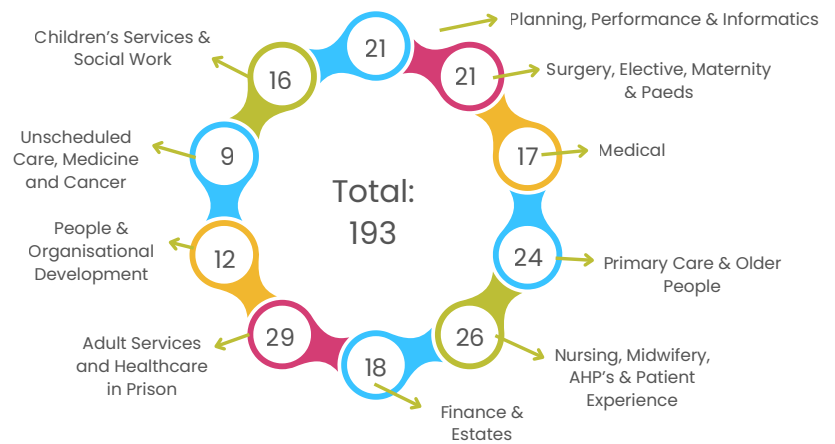 21
Planning, Performance & Informatics
21
Surgery, Elective, Maternity
& Paeds
17
Medical
24
Primary Care & Older
People
26
Nursing, Midwifery,
AHP's & Patient
Experience
18
Finance &
Estates
29
Adult Services
and Healthcare
in Prison
12
People &
Organisational
Development
9
Unscheduled
Care, Medicine
and Cancer
16
Children's Services &
Social Work
Total:
193